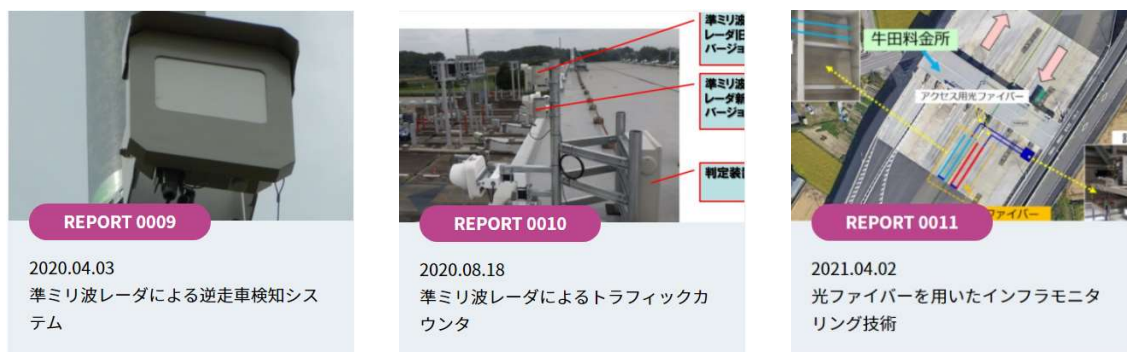 REPORT 0009
2020.04.03
準ミリ波レーダによる逆走車検知シス
テム
準ミリ波
レーダ旧
バージョ
準ミリ波
レーダ新
バージョ
判定装
REPORT 0010
2020.08.18
準ミリ波レーダによるトラフィックカ
ウンタ
牛田料金所
アクセス用光ファイバー
ファイバー
REPORT 0011
2021.04.02
光ファイバーを用いたインフラモニタ
リング技術